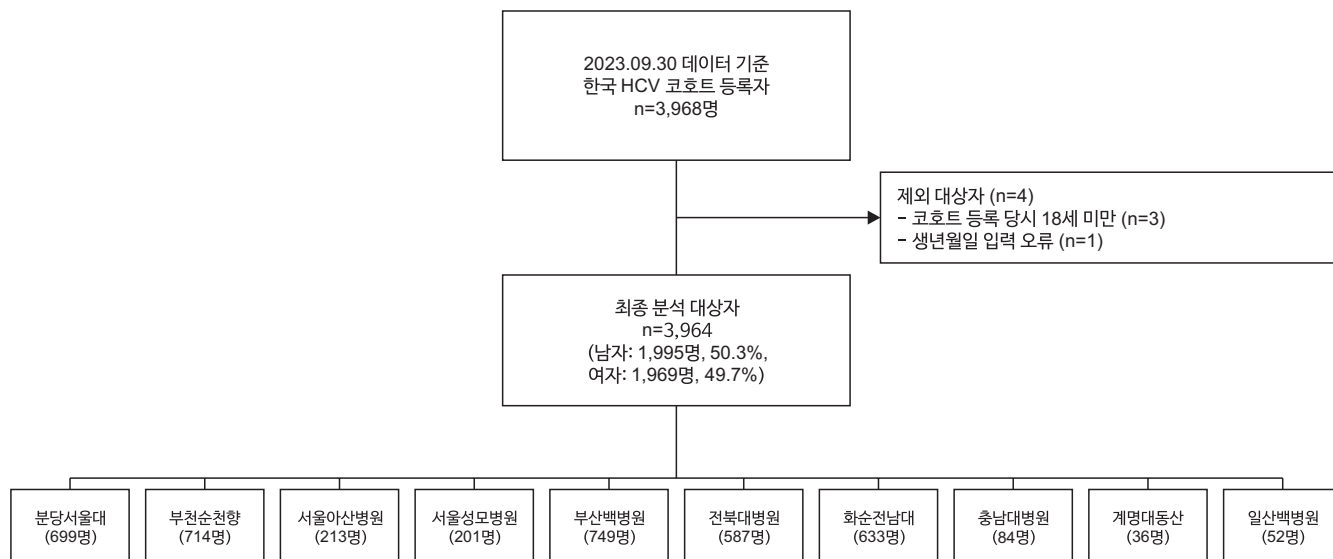 2023.09.30 데이터 기준
한국 HCV 코호트 등록자
n=3,968명
제외 대상자 (n=4)
- 코호트 등록 당시 18세 미만 (n=3)
- 생년월일 입력 오류 (n=1)
최종 분석 대상자
n=3,964
(남자: 1,995명, 50.3%,
여자: 1,969명, 49.7%)
분당서울대
(699명)
부천순천향
(714명)
서울아산병원
(213명)
서울성모병원
(201명)
부산백병원
(749명)
전북대병원
(587명)
화순전남대
(633명)
충남대병원
(84명)
계명대동산
(36명)
일산백병원
(52명)